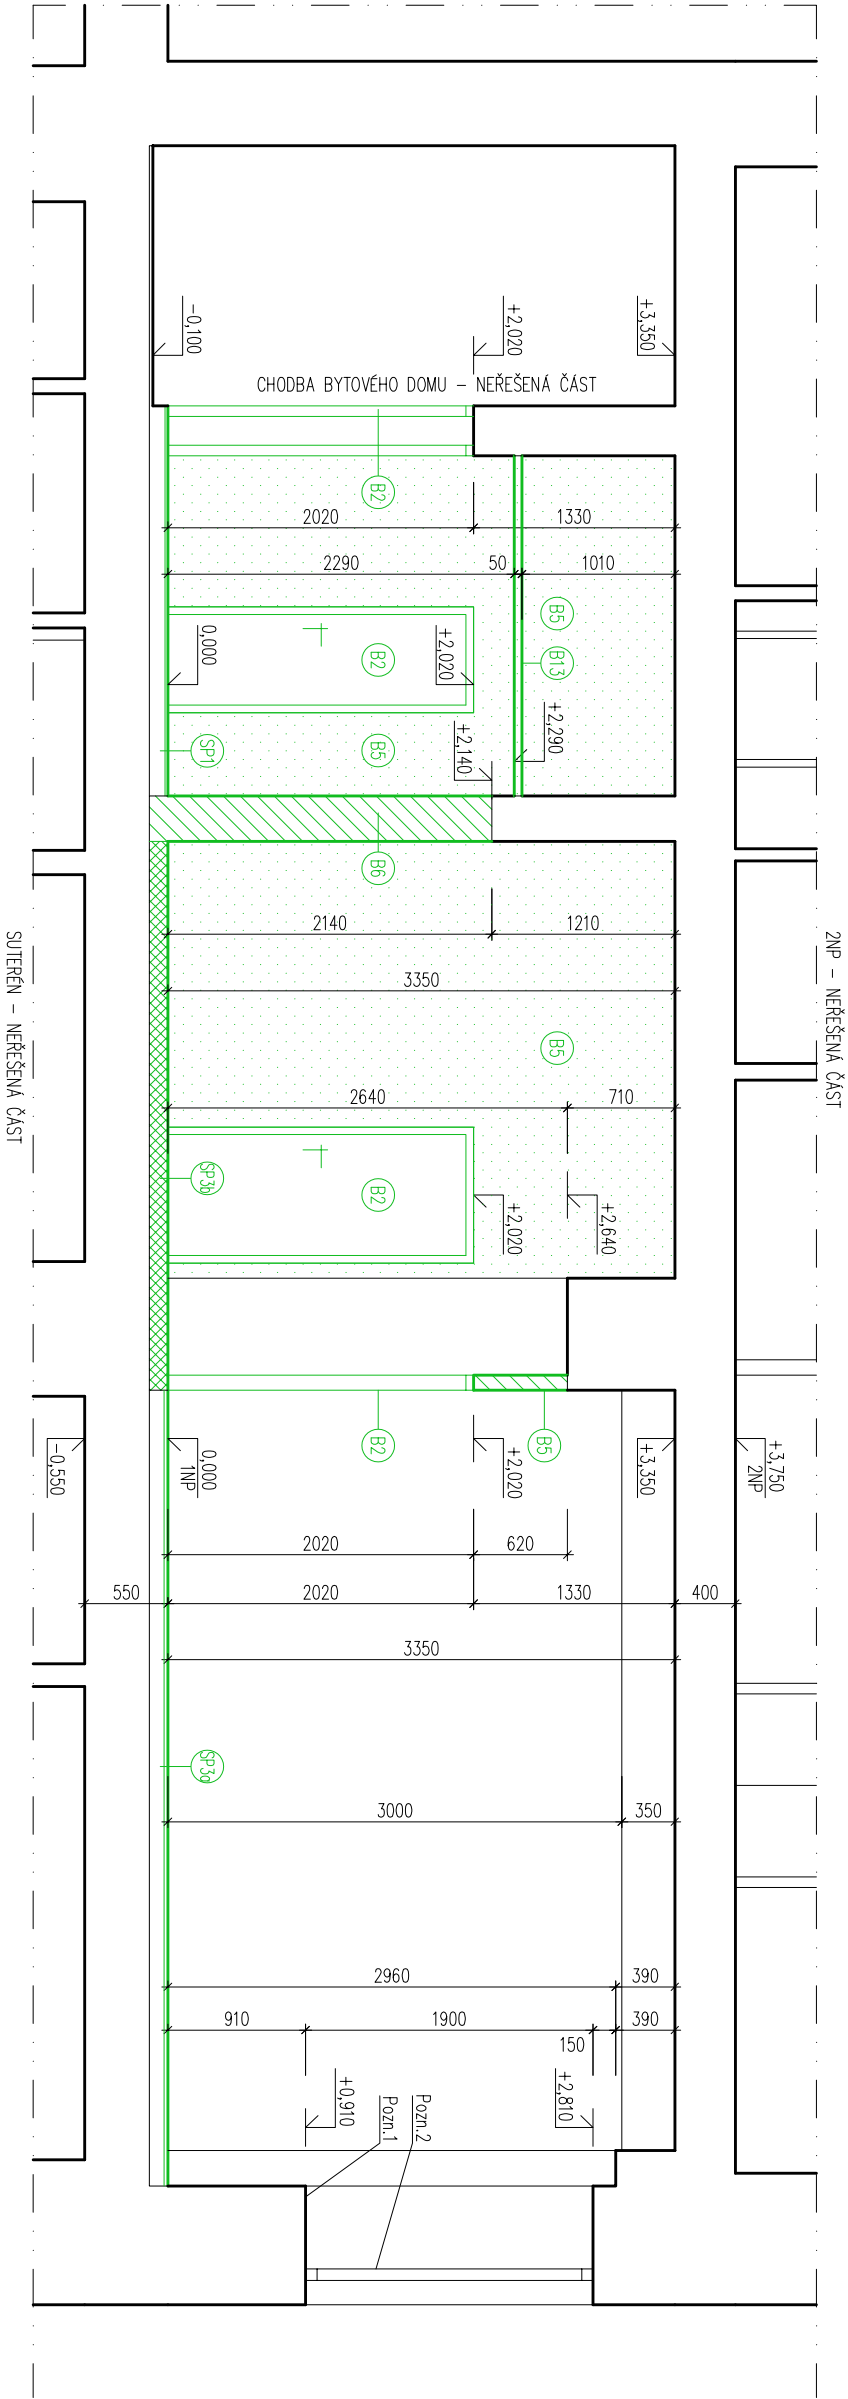 2NP – NEŘEŠENÁ ČÁST
+3,350
+2,020
-0,100
CHODBA BYTOVÉHO DOMU – NEŘEŠENÁ ČÁST
B2
2020
1330
2290
50
1010
B5
B13
B2
0,000
+2,020
+2,290
+2,140
B5
SP1
B6
2140
1210
3350
B5
2640
710
SP3b
B2
+2,020
+2,640
B2
B5
-0,550
0,000
1NP
+2,020
+3,350
+3,750
2NP
2020
620
550
2020
1330
400
3350
SP3a
3000
350
2960
390
910
1900
150
390
+0,910
+2,810
Pozn.1
Pozn.2
SUTERÉN – NEŘEŠENÁ ČÁST